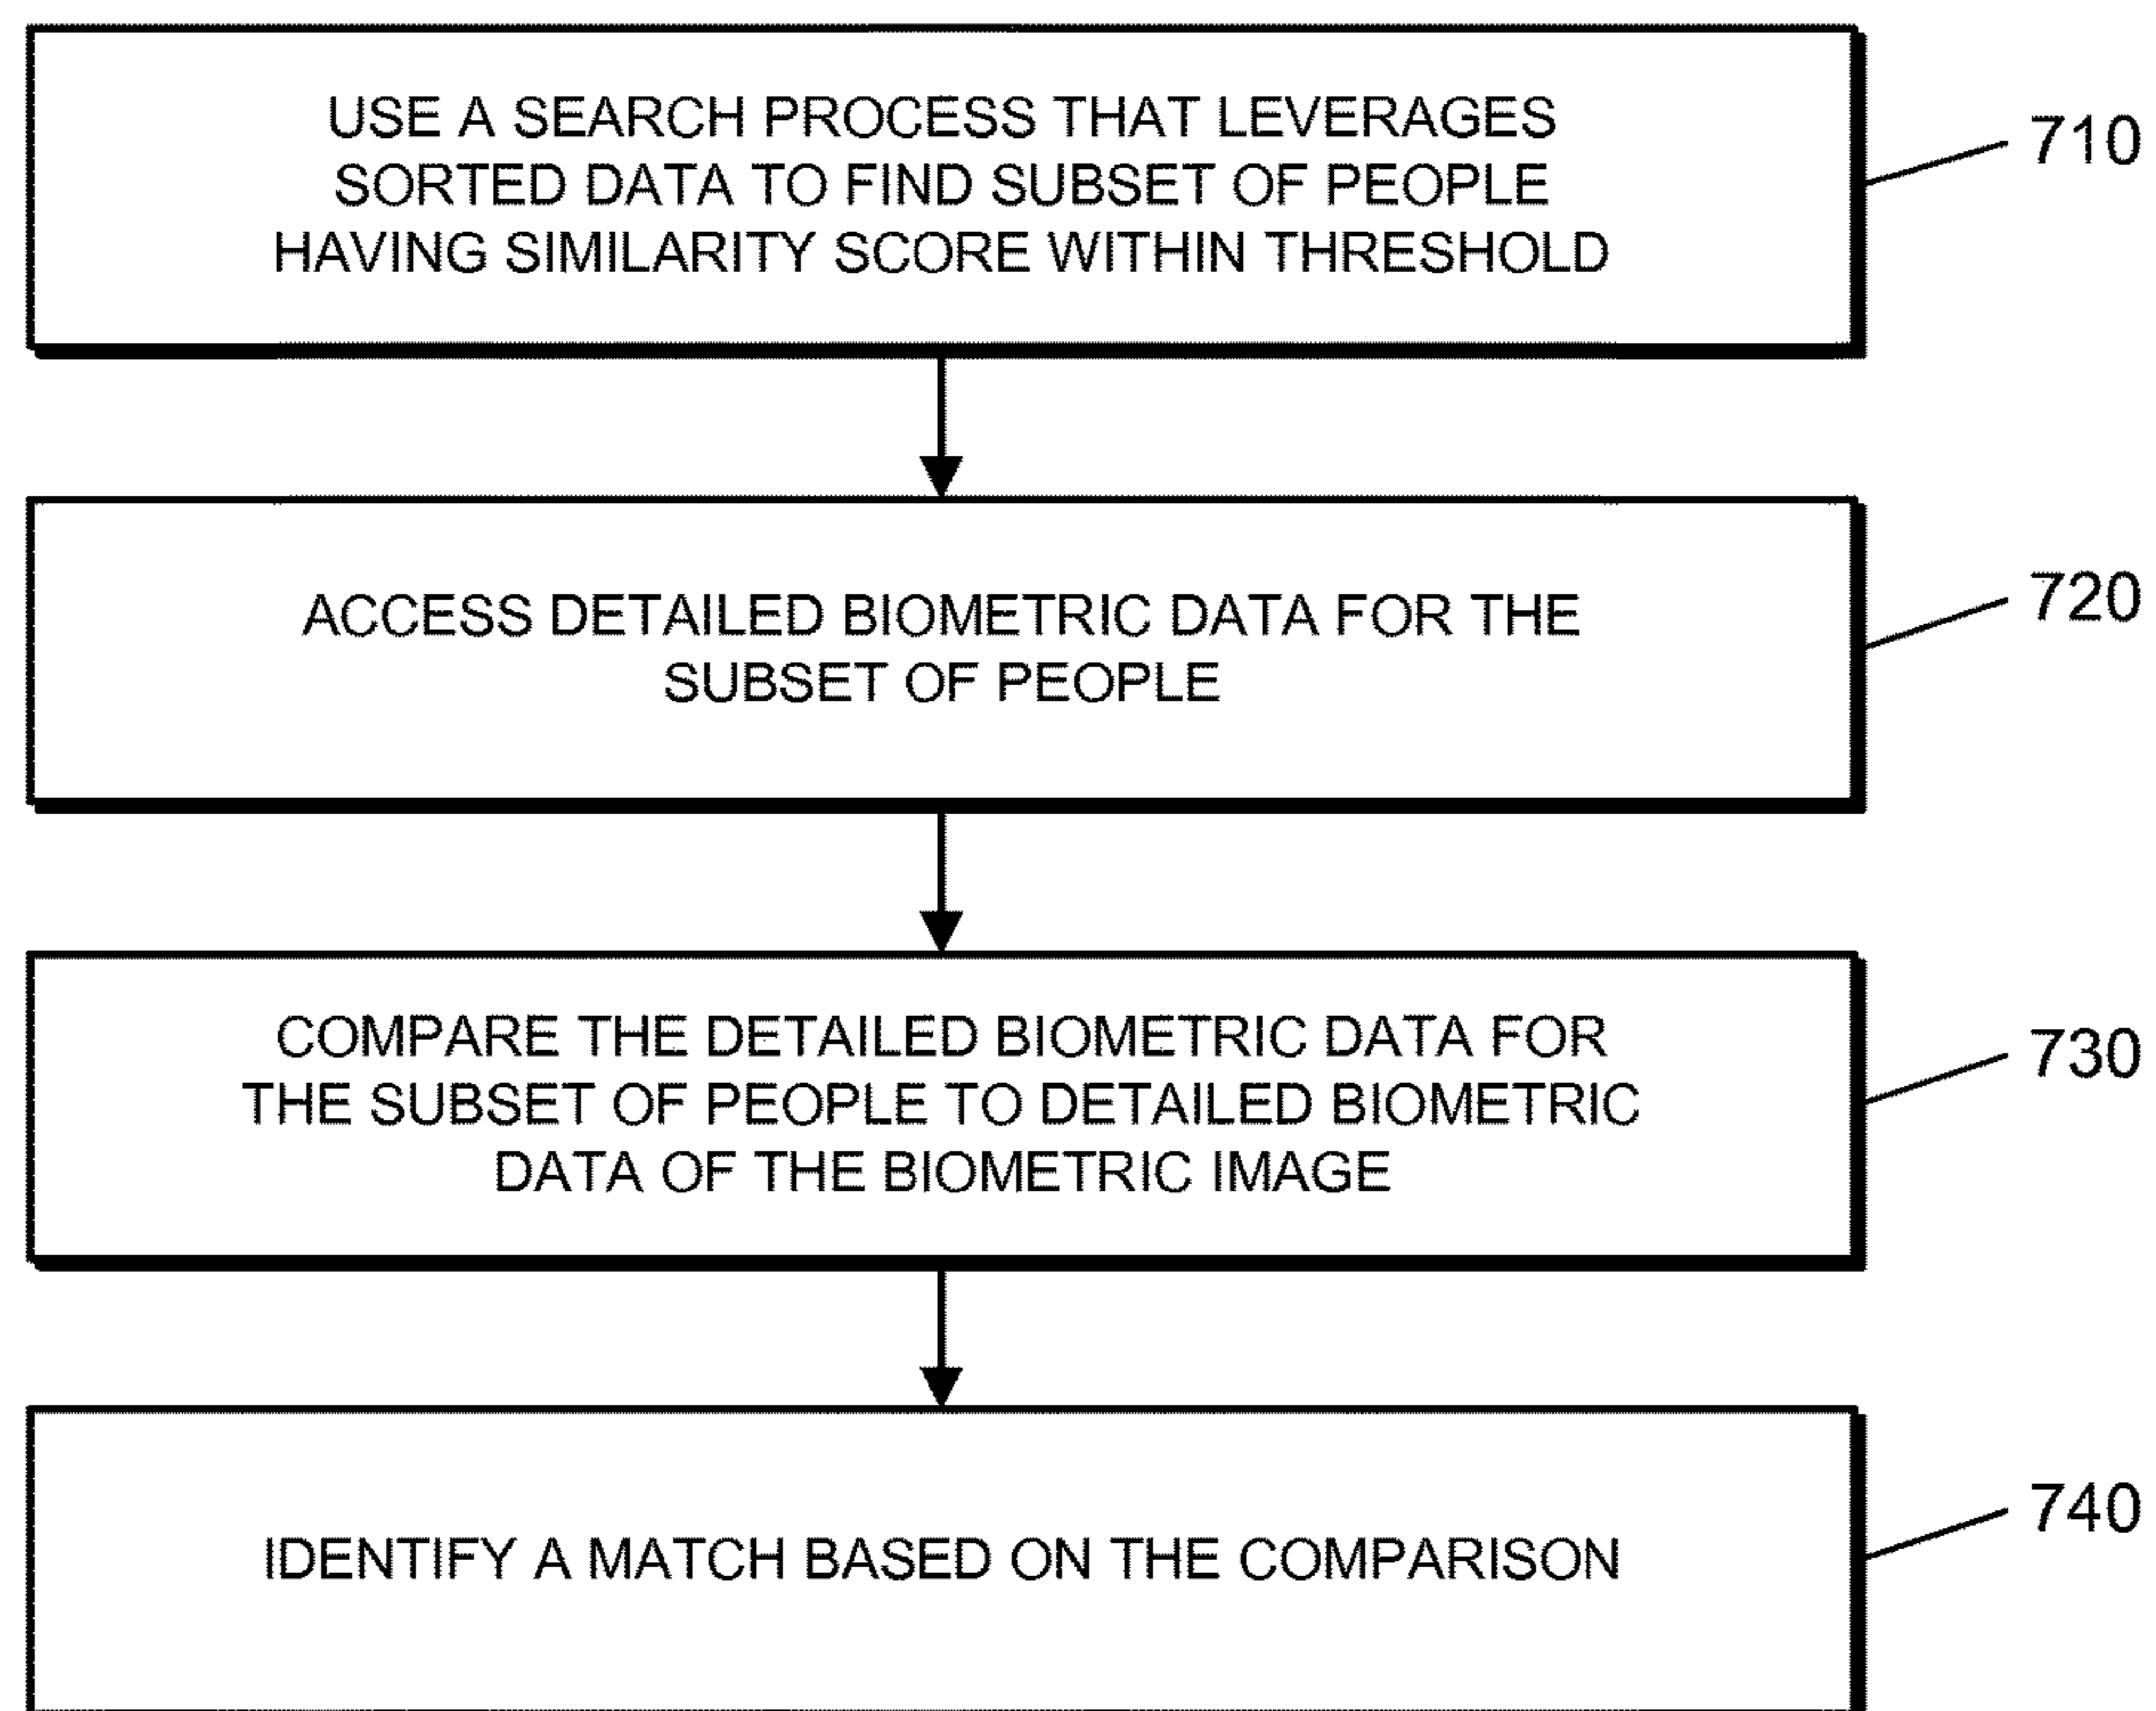 USE A SEARCH PROCESS THAT LEVERAGES
SORTED DATA TO FIND SUBSET OF PEOPLE
HAVING SIMILARITY SCORE WITHIN THRESHOLD
710
ACCESS DETAILED BIOMETRIC DATA FOR THE
SUBSET OF PEOPLE
720
COMPARE THE DETAILED BIOMETRIC DATA FOR
THE SUBSET OF PEOPLE TO DETAILED BIOMETRIC
DATA OF THE BIOMETRIC IMAGE
730
IDENTIFY A MATCH BASED ON THE COMPARISON
740